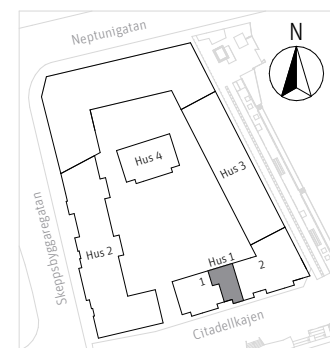 Neptunigatan
N
Hus 4
Hus 3
Skeppsbyggaregatan
Hus 2
Hus 1
1
2
Citadellkajen